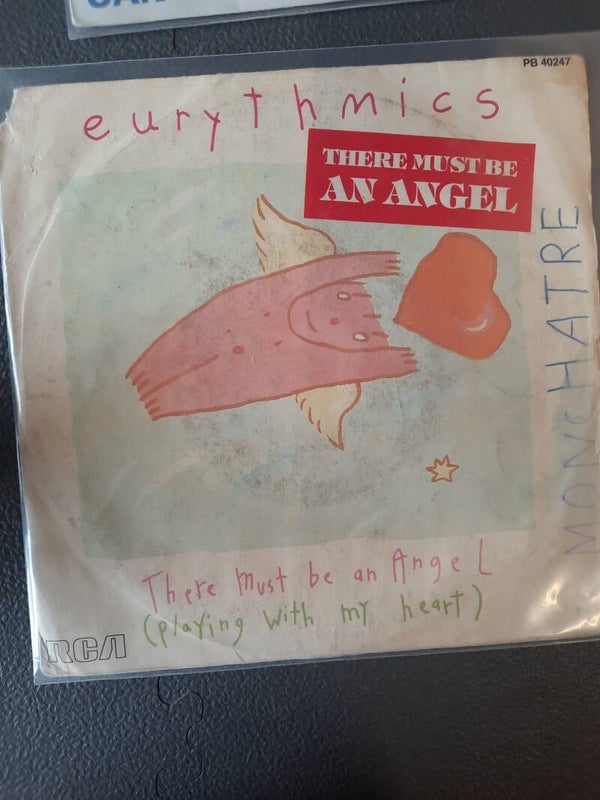 PB 40247
eurythmics
THERE MUST BE
AN ANGEL
MONCHATRE
There Must be an Angel
(playing with my heart)
RCA